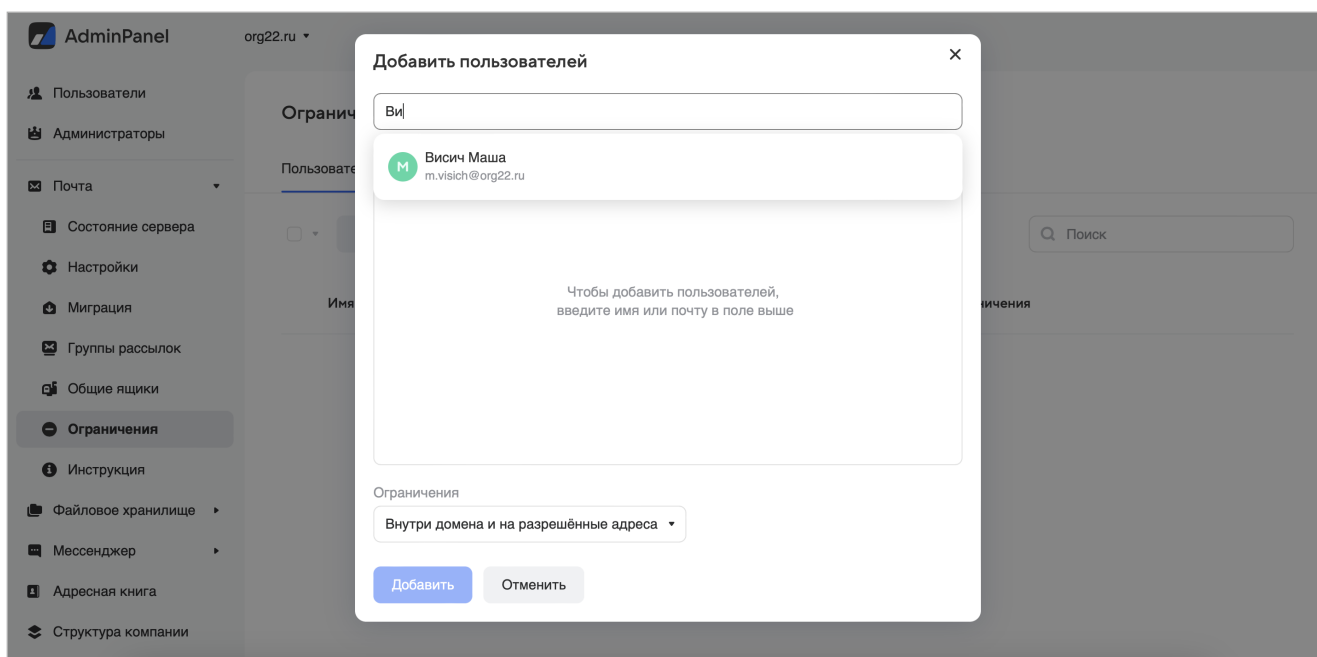 AdminPanel
org22.ru
Пользователи
Администраторы
Почта
Состояние сервера
Настройки
Миграция
Группы рассылок
Общие ящики
Ограничения
Инструкция
Файловое хранилище
Мессенджер
Адресная книга
Структура компании
Огранич
Пользовате
Имя
Поиск
ничения
Добавить пользователей
Ви
М
Висич Маша
m.visich@org22.ru
Чтобы добавить пользователей,
введите имя или почту в поле выше
Ограничения
Внутри домена и на разрешённые адреса
Добавить
Отменить